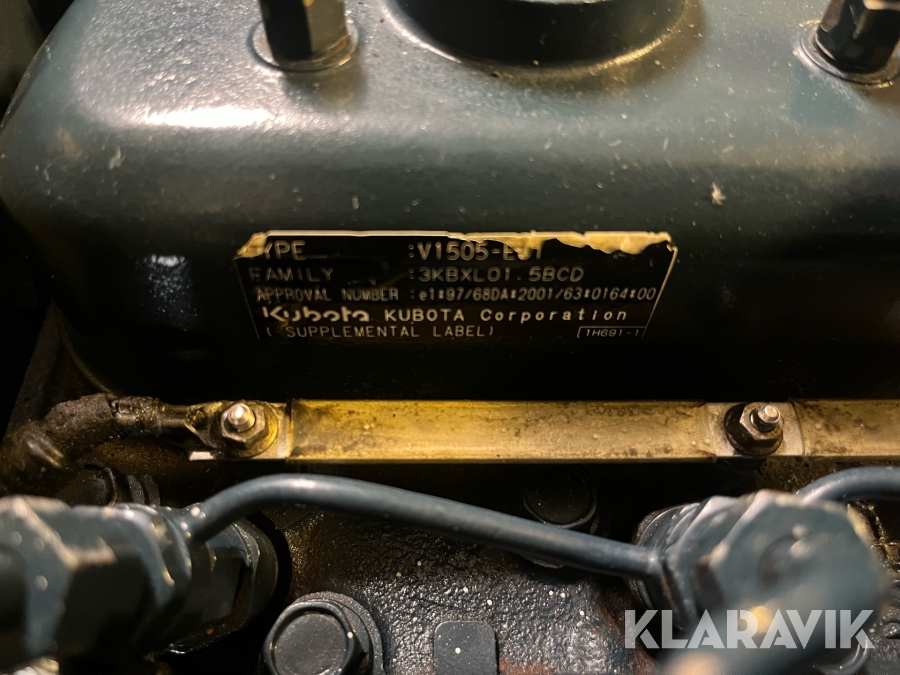 TYPE :V1505-E
FAMILY :3KBXL01.5BCD
APPROVAL NUMBER :e1*97/68DA*2001/63*0164*00
Kubota KUBOTA Corporation
( SUPPLEMENTAL LABEL) 1H691-1
KLARAVIK